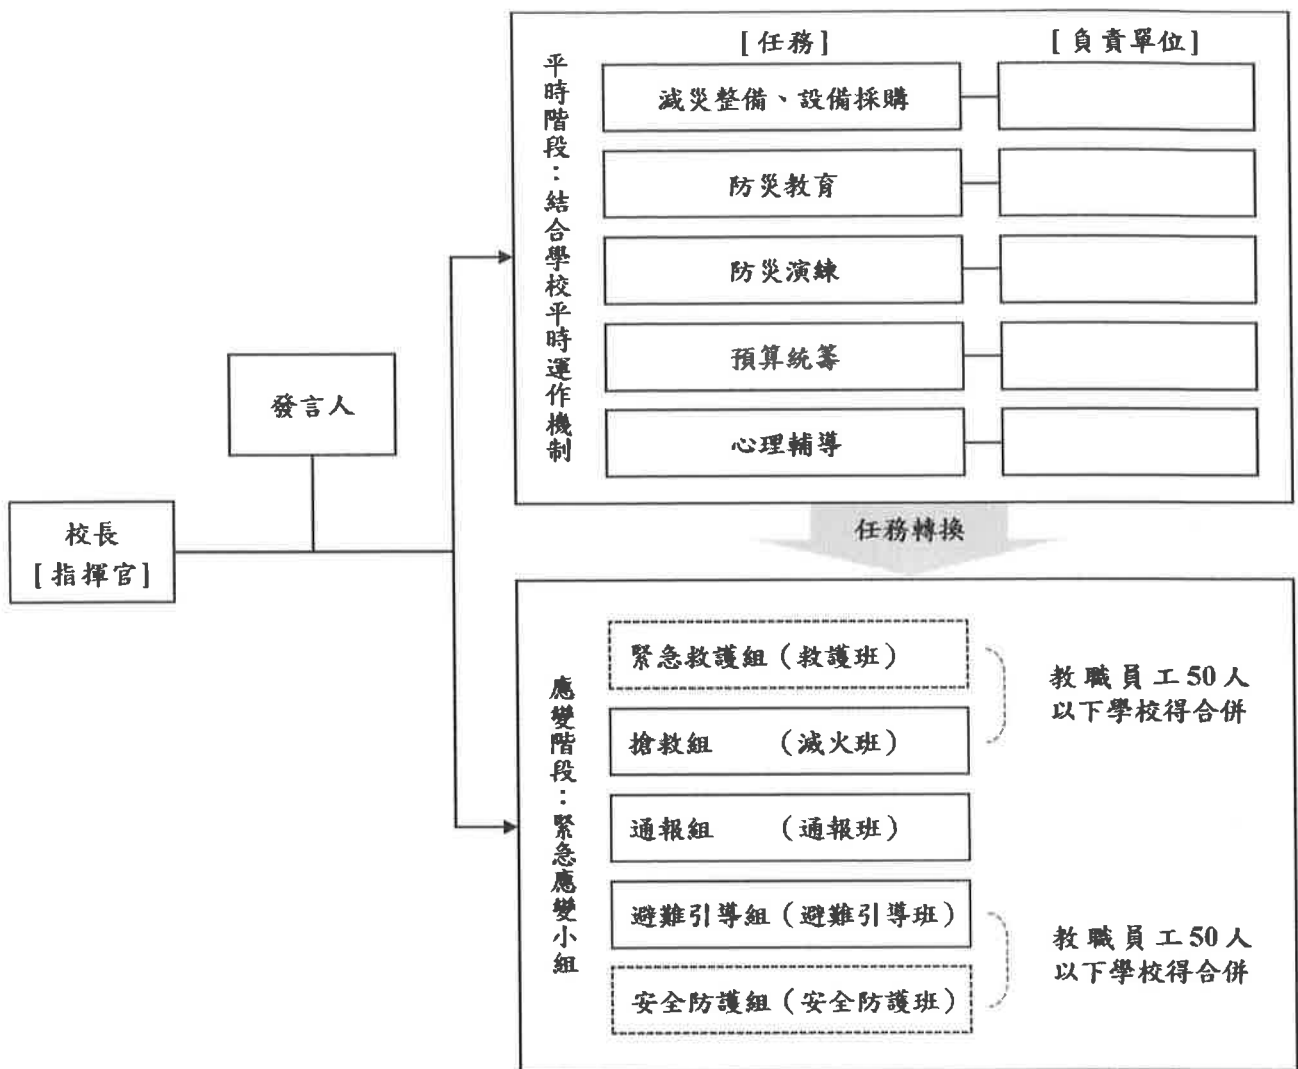 [任務]
[負責單位]
平時階段：結合學校平時運作機制
減災整備、設備採購
防災教育
防災演練
預算統籌
心理輔導
發言人
校長
[指揮官]
任務轉換
應變階段：緊急應變小組
緊急救護組（救護班）
搶救組 （滅火班）
通報組 （通報班）
避難引導組（避難引導班）
安全防護組（安全防護班）
教職員工50人
以下學校得合併
教職員工50人
以下學校得合併